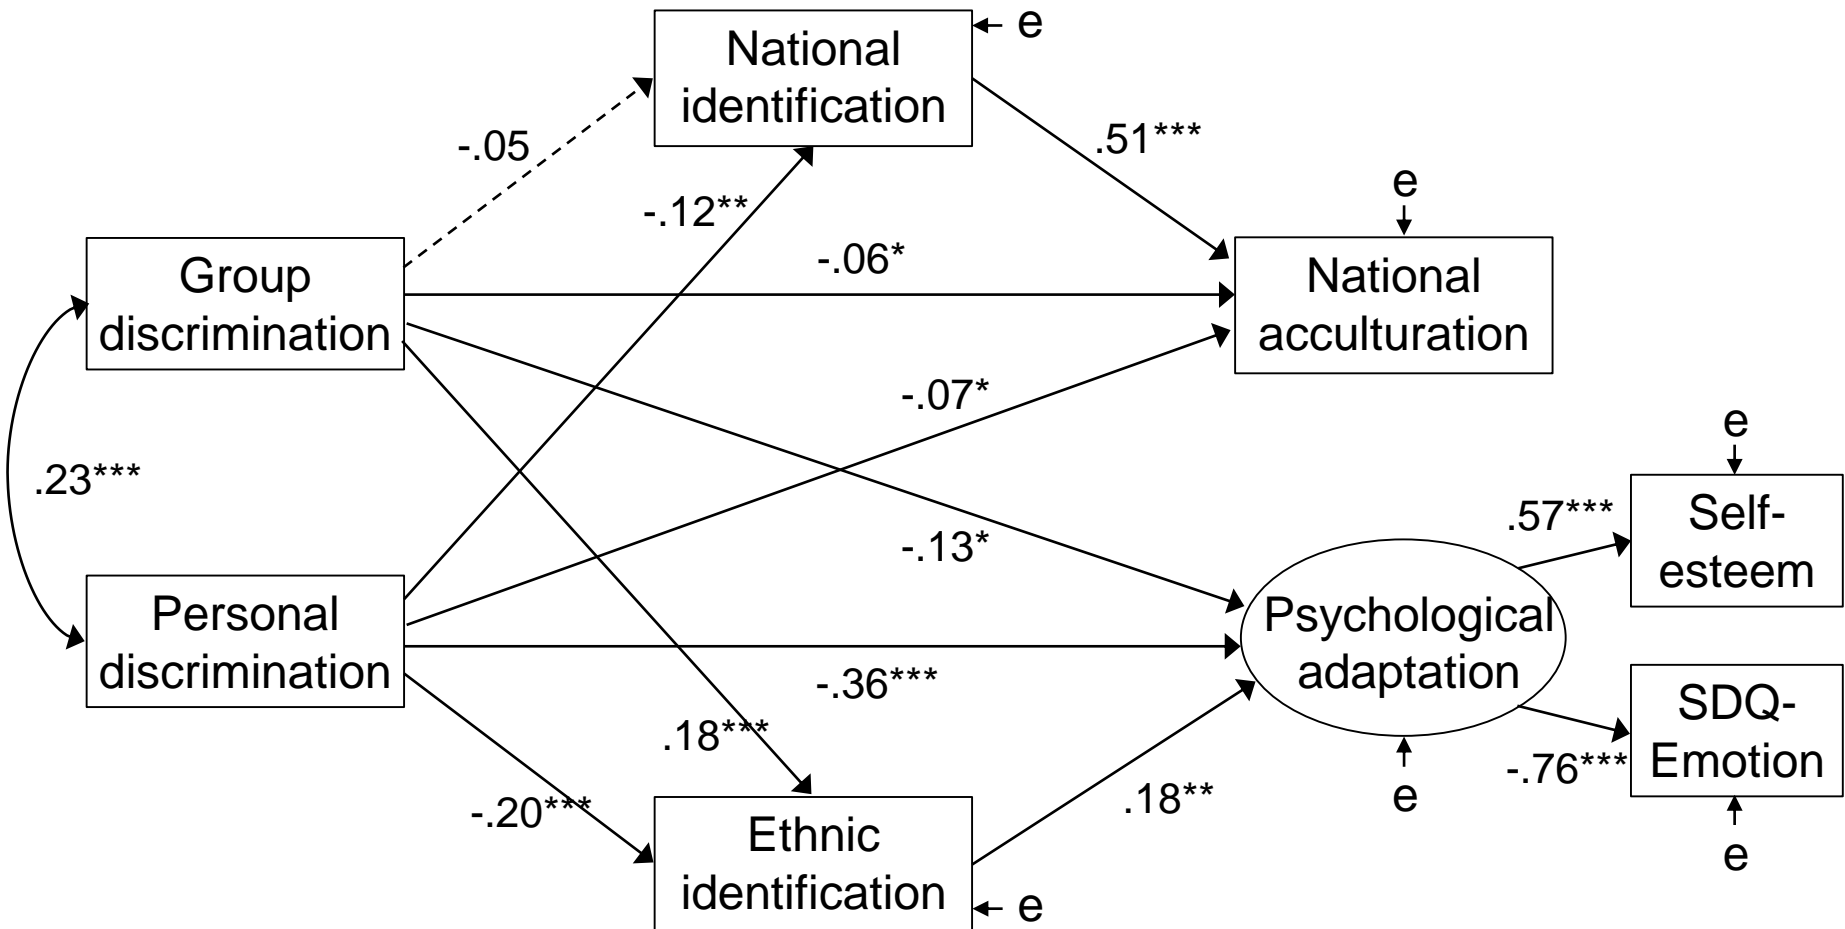 National
identification
e
-.05
.51***
-.12**
e
Group
discrimination
-.06*
National
acculturation
-.07*
.23***
e
Self-
esteem
.57***
-.13*
Personal
discrimination
Psychological
adaptation
-.36***
SDQ-
Emotion
-.76***
.18***
-.20***
.18**
e
e
Ethnic
identification
e